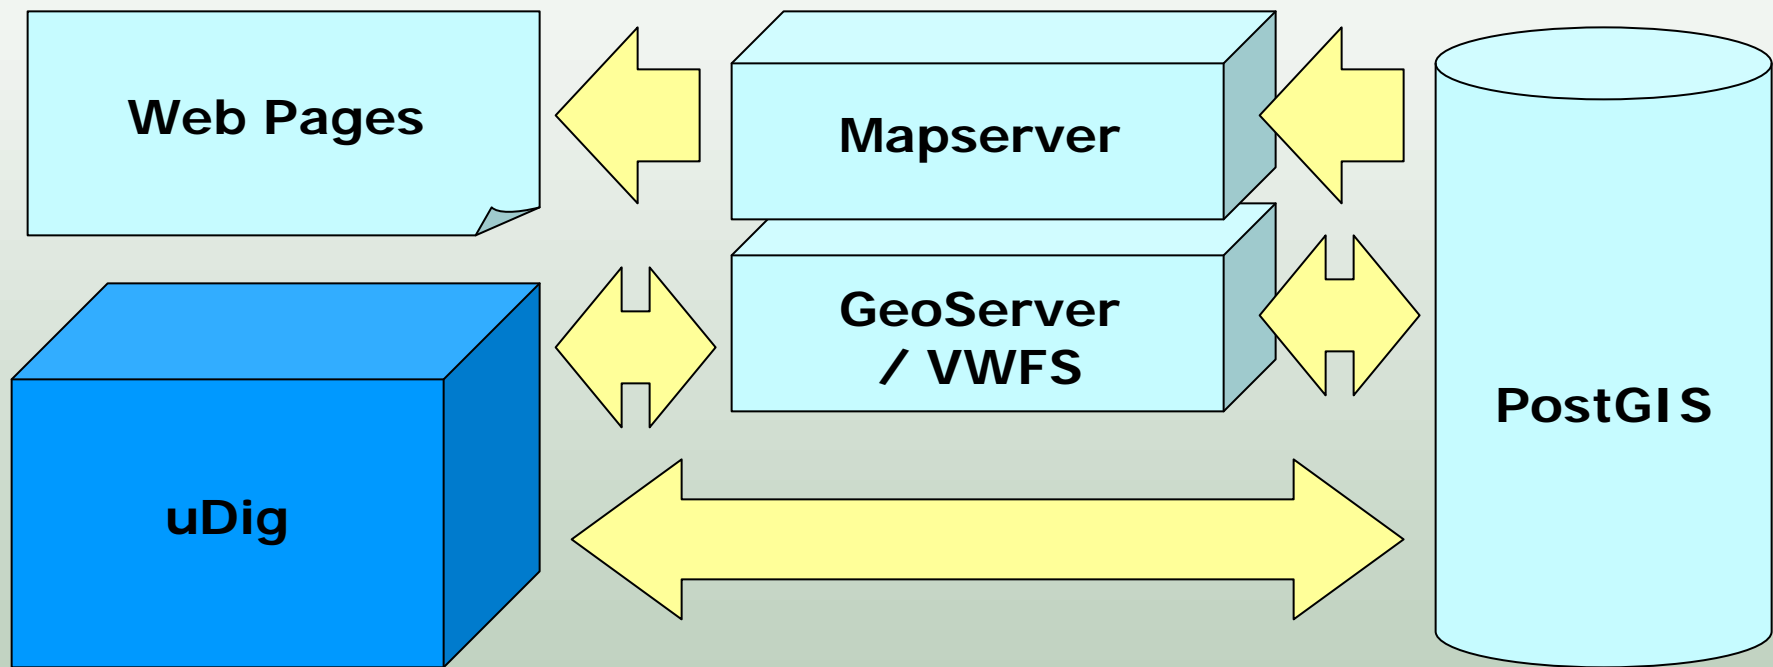 Web Pages
Mapserver
GeoServer
/ VWFS
PostGIS
uDig